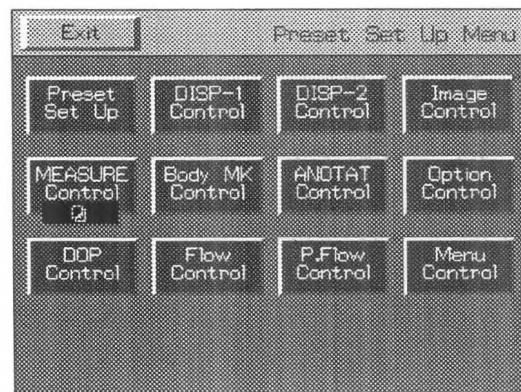 Exit
Preset Set Up Menu
Preset
Set Up
DISP-1
Control
DISP-2
Control
Image
Control
MEASURE
Control
Body MK
Control
ANOTAT
Control
Option
Control
DOP
Control
Flow
Control
P.Flow
Control
Menu
Control